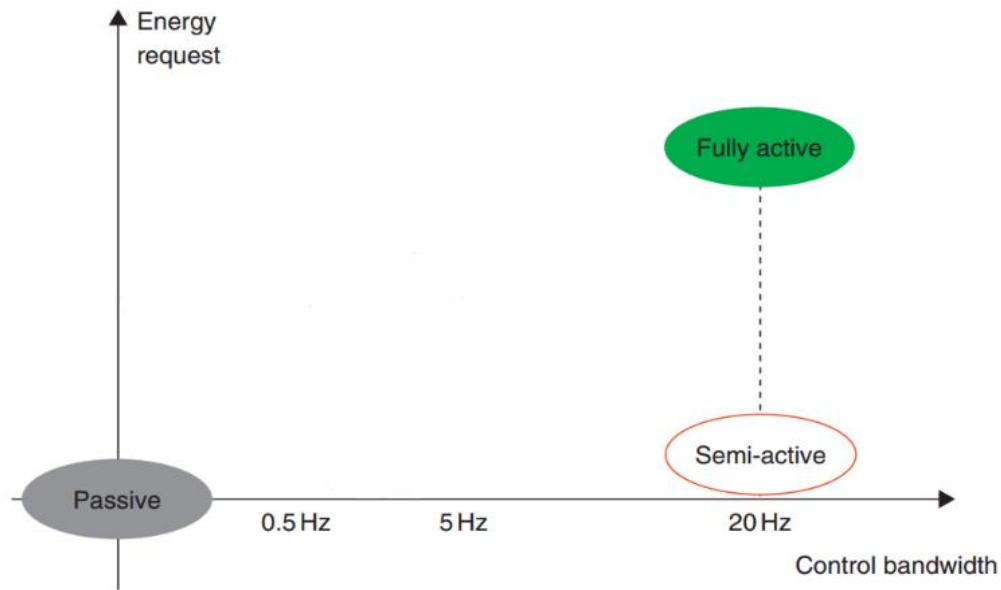 Energy
request
Fully active
Semi-active
Passive
0.5 Hz 5 Hz 20 Hz
Control bandwidth